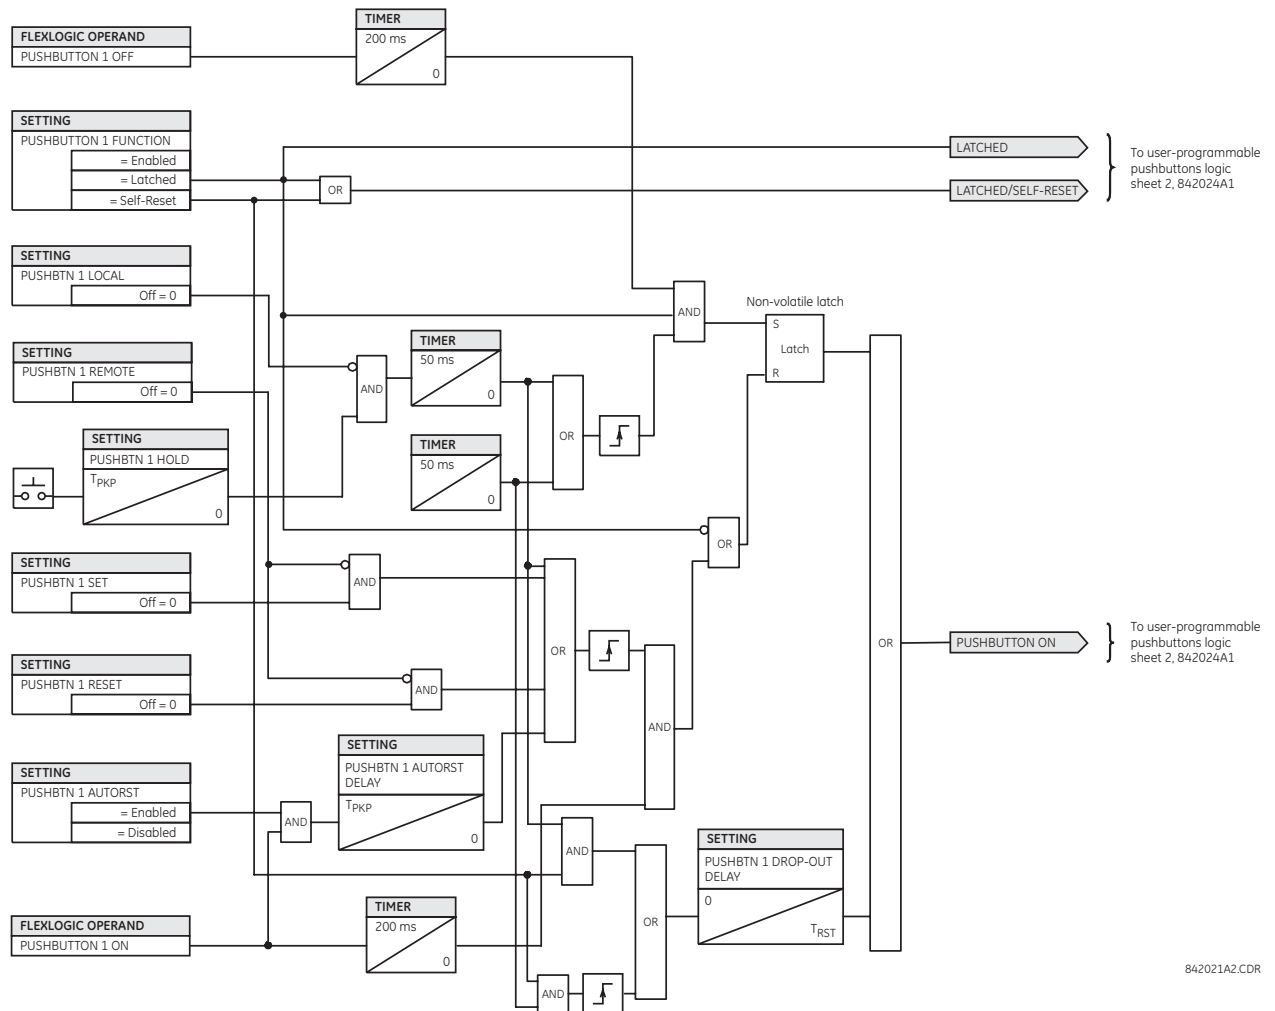 FLEXLOGIC OPERAND
PUSHBUTTON 1 OFF
TIMER
200 ms
0
SETTING
PUSHBUTTON 1 FUNCTION
= Enabled
= Latched
= Self-Reset
OR
LATCHED
LATCHED/SELF-RESET
To user-programmable
pushbuttons logic
sheet 2, 842024A1
SETTING
PUSHBTN 1 LOCAL
Off = 0
SETTING
PUSHBTN 1 REMOTE
Off = 0
SETTING
PUSHBTN 1 HOLD
TPKP
0
AND
TIMER
50 ms
0
TIMER
50 ms
0
OR
AND
Non-volatile latch
S
Latch
R
OR
SETTING
PUSHBTN 1 SET
Off = 0
AND
SETTING
PUSHBTN 1 RESET
Off = 0
AND
OR
AND
OR
PUSHBUTTON ON
To user-programmable
pushbuttons logic
sheet 2, 842024A1
SETTING
PUSHBTN 1 AUTORST
= Enabled
= Disabled
AND
SETTING
PUSHBTN 1 AUTORST
DELAY
TPKP
0
AND
OR
SETTING
PUSHBTN 1 DROP-OUT
DELAY
0
TRST
FLEXLOGIC OPERAND
PUSHBUTTON 1 ON
TIMER
200 ms
0
AND
842021A2.CDR